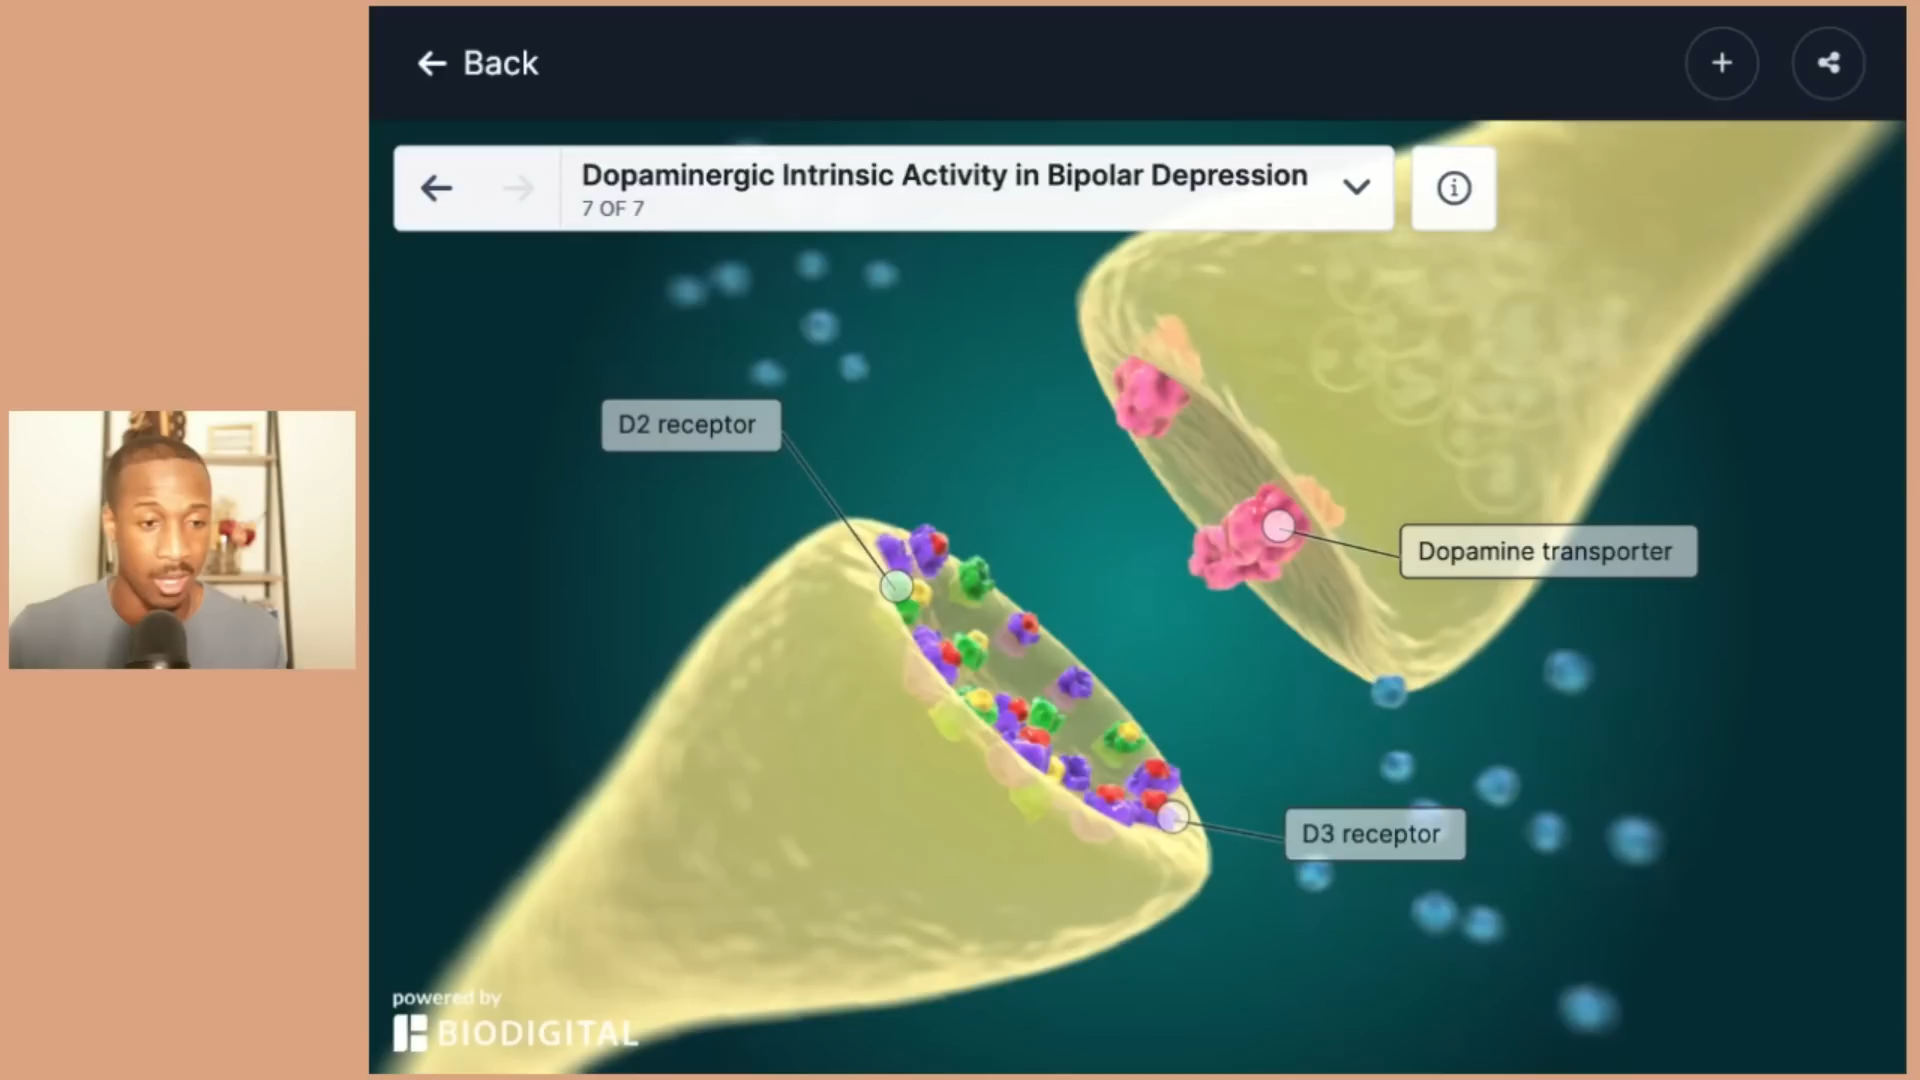 Back
Dopaminergic Intrinsic Activity in Bipolar Depression
7 OF 7
D2 receptor
Dopamine transporter
D3 receptor
powered by
BIODIGITAL